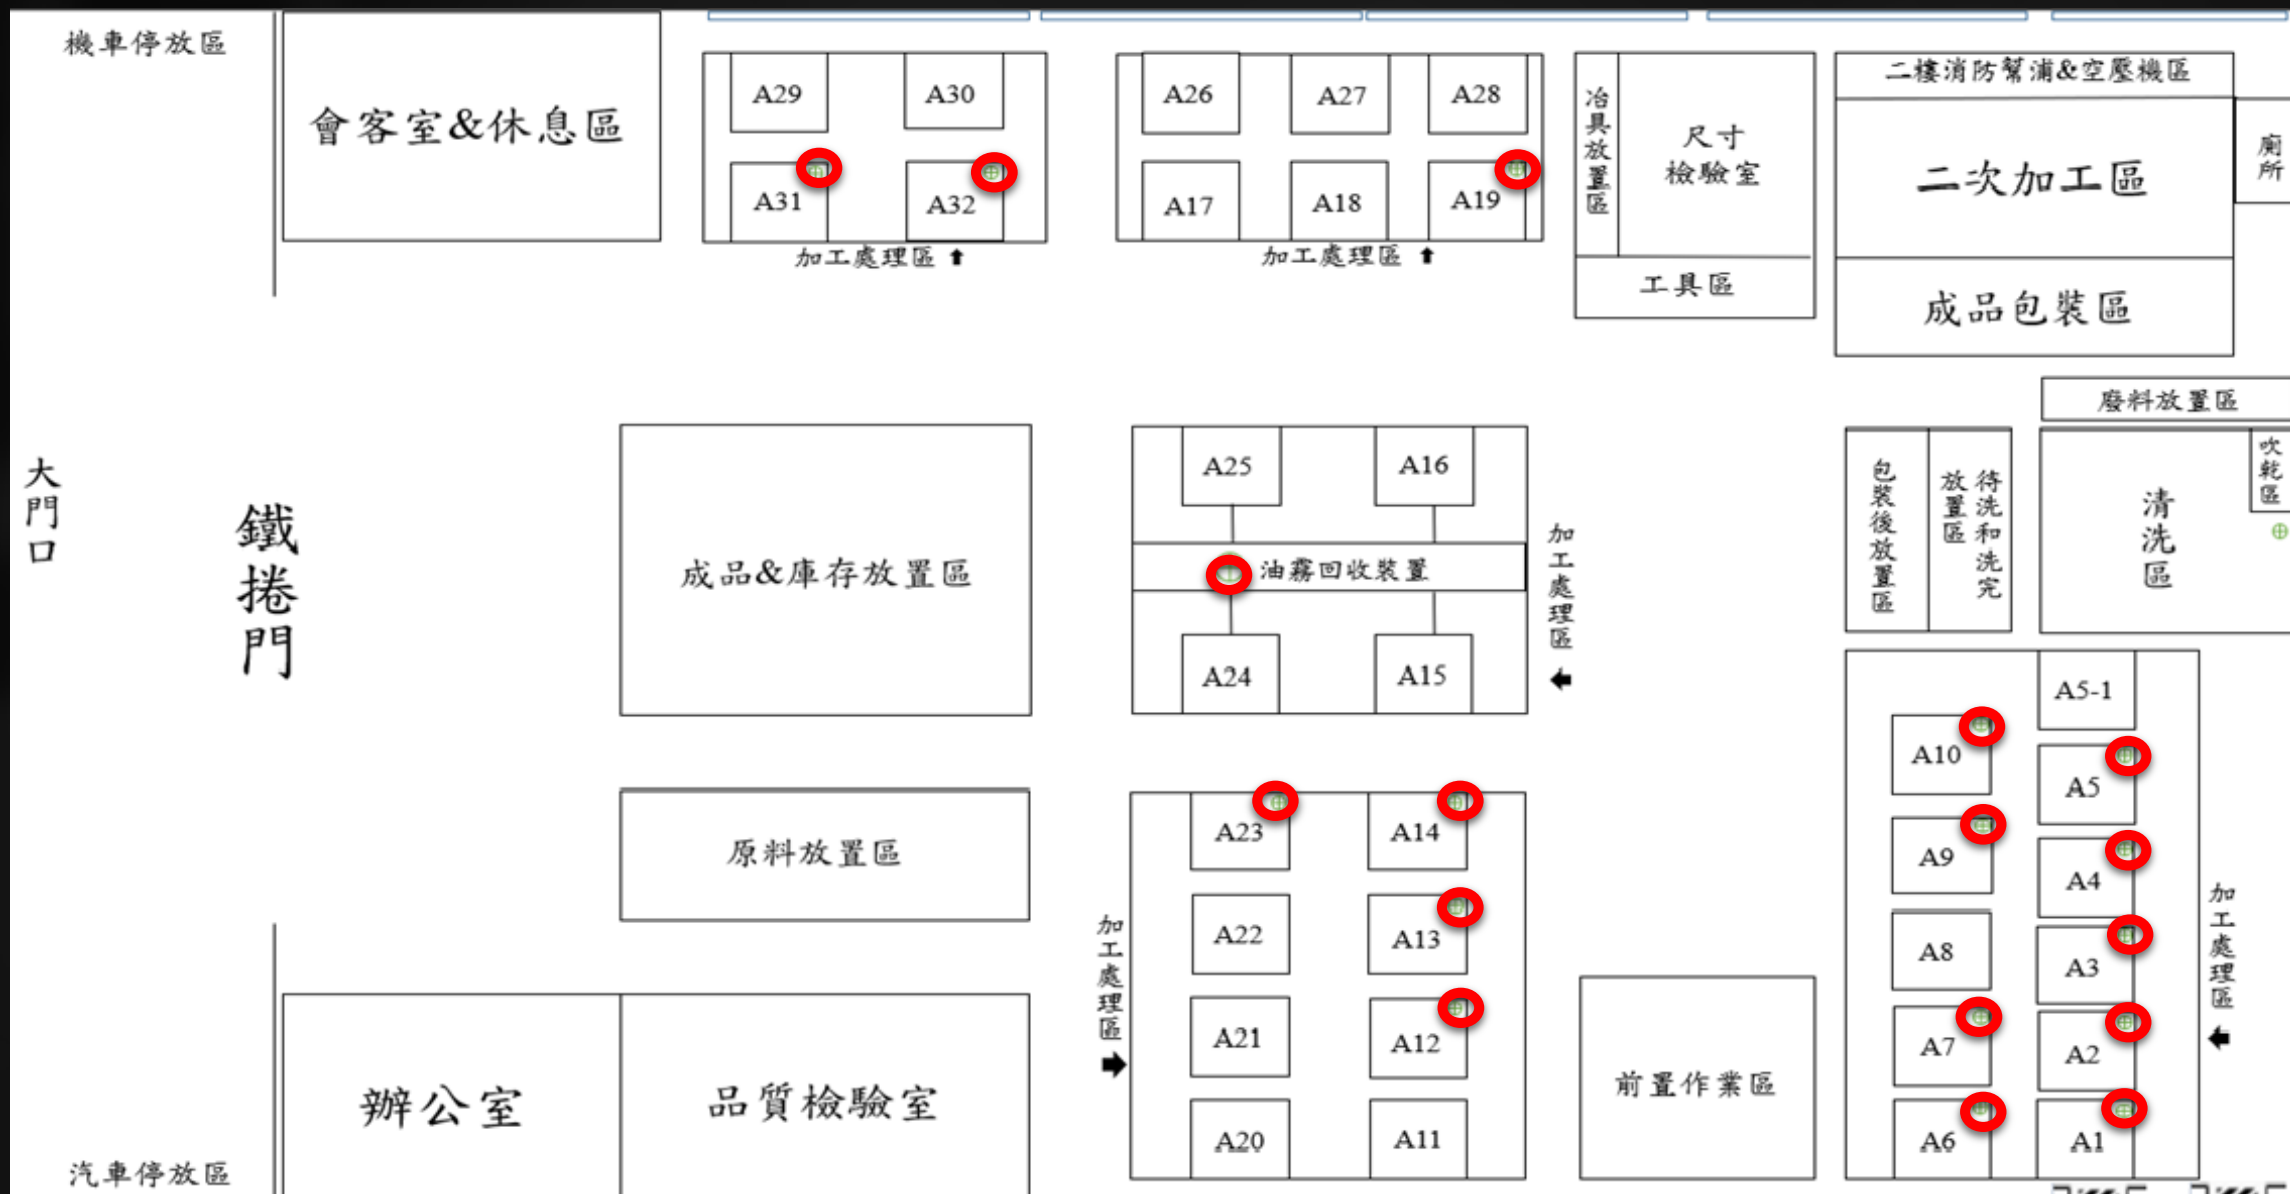 機車停放區
會客室&休息區
A29
A30
A31
A32
加工處理區
A26
A27
A28
A17
A18
A19
加工處理區
冶具放置區
尺寸
檢驗室
工具區
二樓消防幫浦&空壓機區
二次加工區
廁所
成品包裝區
大門口
鐵捲門
成品&庫存放置區
A25
A16
油霧回收裝置
A24
A15
加工處理區
廢料放置區
包裝後放置區
待洗和洗完
放置區
清洗區
吹乾區
原料放置區
加工處理區
A23
A14
A22
A13
A21
A12
A20
A11
前置作業區
A5-1
A10
A5
A9
A4
A8
A3
A7
A2
A6
A1
加工處理區
辦公室
品質檢驗室
汽車停放區